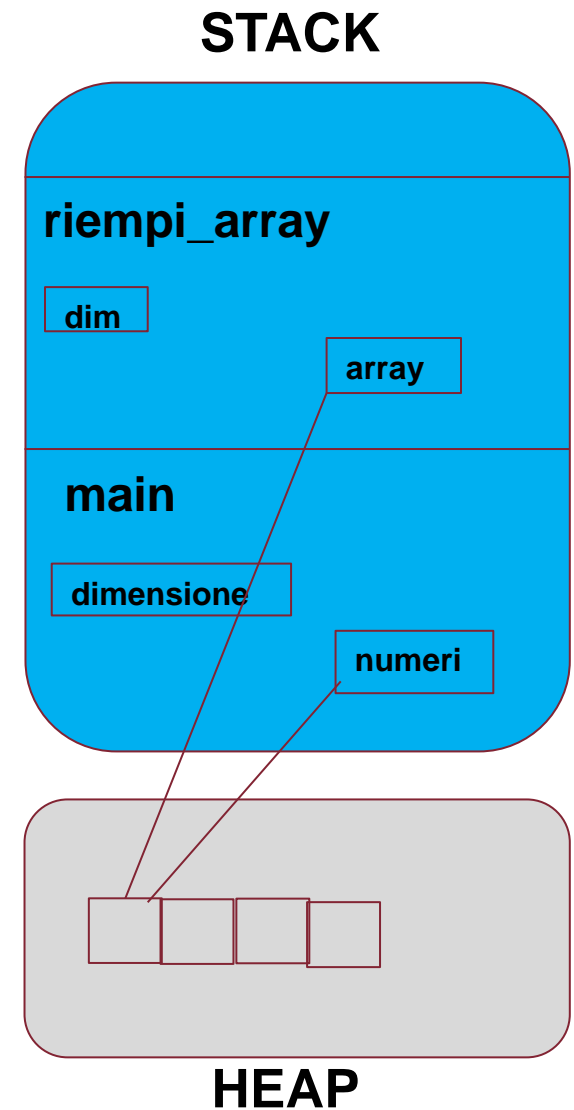 STACK
riempi_array
dim
array
main
dimensione
numeri
HEAP